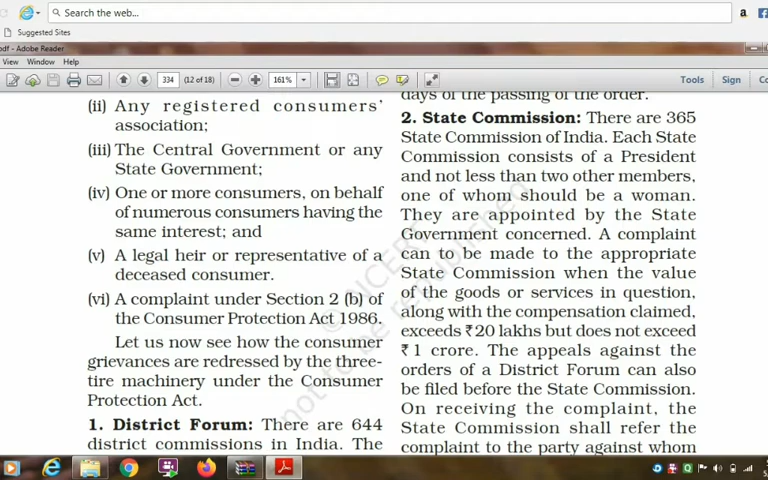 Search the web...
Suggested Sites
pdf - Adobe Reader
View Window Help
334 (12 of 18) 161% Tools Sign
(ii) Any registered consumers'
association;
(iii) The Central Government or any
State Government;
(iv) One or more consumers, on behalf
of numerous consumers having the
same interest; and
(v) A legal heir or representative of a
deceased consumer.
(vi) A complaint under Section 2 (b) of
the Consumer Protection Act 1986.
Let us now see how the consumer
grievances are redressed by the three-
tire machinery under the Consumer
Protection Act.
1. District Forum: There are 644
district commissions in India. The
days of the passing of the order.
2. State Commission: There are 365
State Commission of India. Each State
Commission consists of a President
and not less than two other members,
one of whom should be a woman.
They are appointed by the State
Government concerned. A complaint
can to be made to the appropriate
State Commission when the value
of the goods or services in question,
along with the compensation claimed,
exceeds ₹20 lakhs but does not exceed
₹1 crore. The appeals against the
orders of a District Forum can also
be filed before the State Commission.
On receiving the complaint, the
State Commission shall refer the
complaint to the party against whom
© NCERT
not to be republished